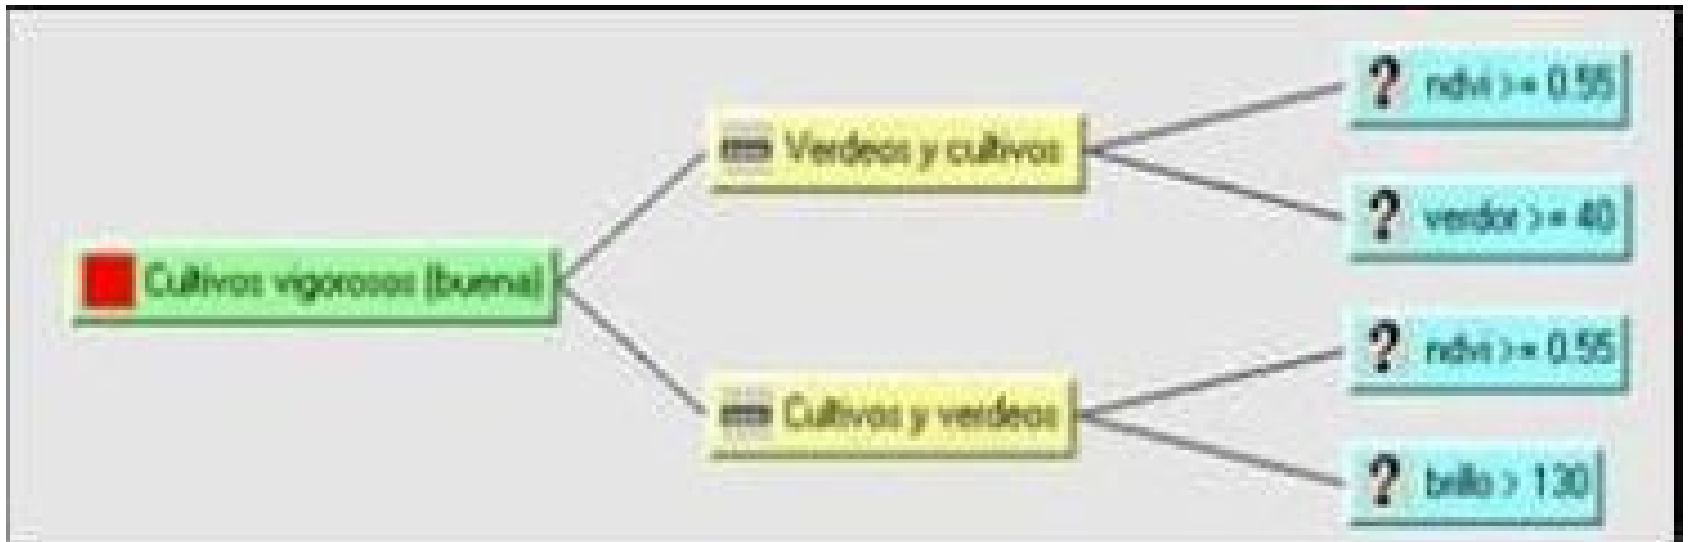 Cultivos vigorosos (buena)
Verdeos y cultivos
ndvi >= 0.55
verdor >= 40
Cultivos y verdeos
ndvi >= 0.55
brillo > 130